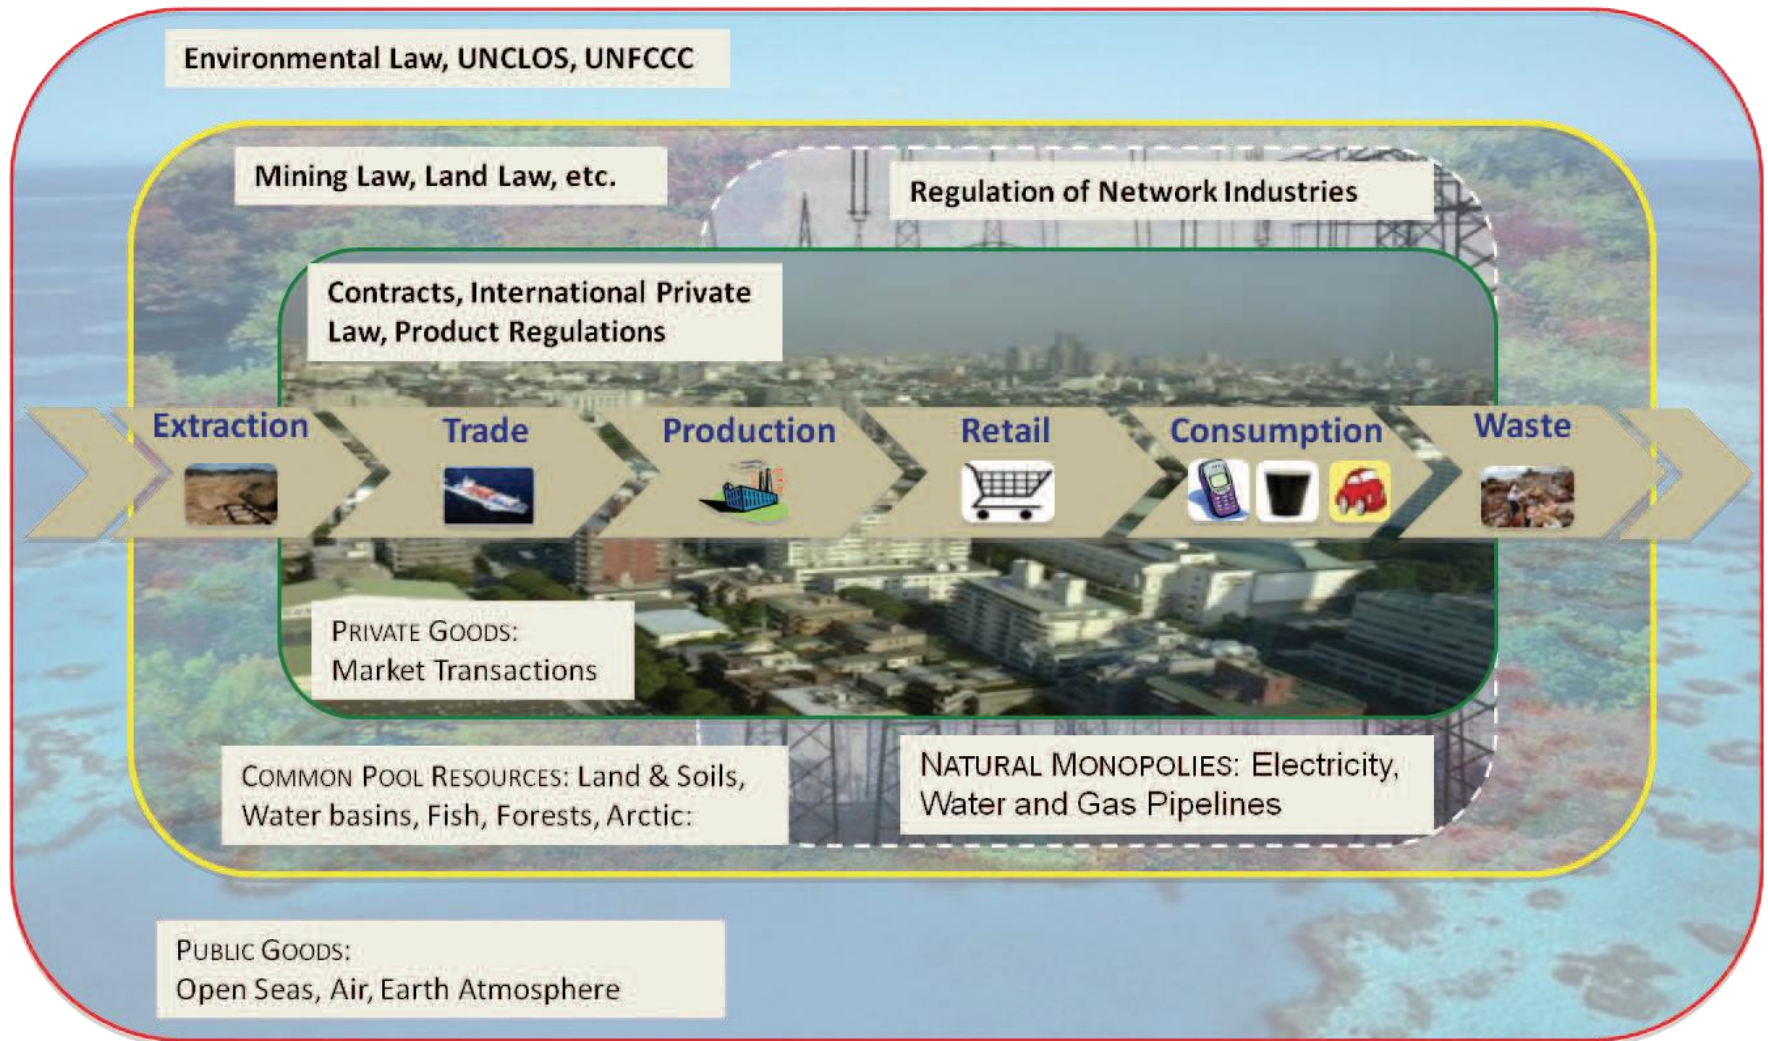 Environmental Law, UNCLOS, UNFCCC
Mining Law, Land Law, etc.
Regulation of Network Industries
Contracts, International Private
Law, Product Regulations
Extraction
Trade
Production
Retail
Consumption
Waste
PRIVATE GOODS:
Market Transactions
COMMON POOL RESOURCES: Land & Soils,
Water basins, Fish, Forests, Arctic:
NATURAL MONOPOLIES: Electricity,
Water and Gas Pipelines
PUBLIC GOODS:
Open Seas, Air, Earth Atmosphere